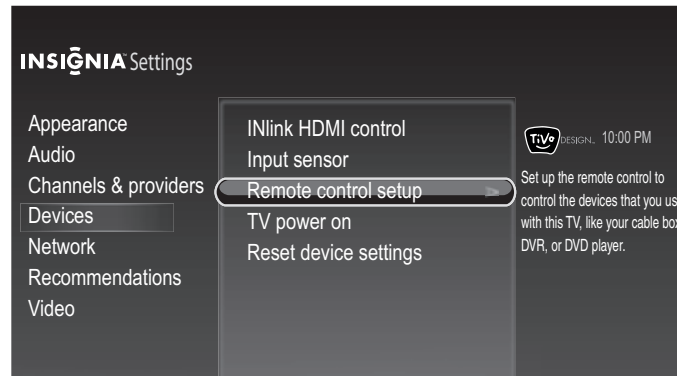 INSIGNIA™ Settings
Appearance
Audio
Channels & providers
Devices
Network
Recommendations
Video
INlink HDMI control
Input sensor
Remote control setup >
TV power on
Reset device settings
TiVo DESIGN™ 10:00 PM
Set up the remote control to
control the devices that you us
with this TV, like your cable box
DVR, or DVD player.